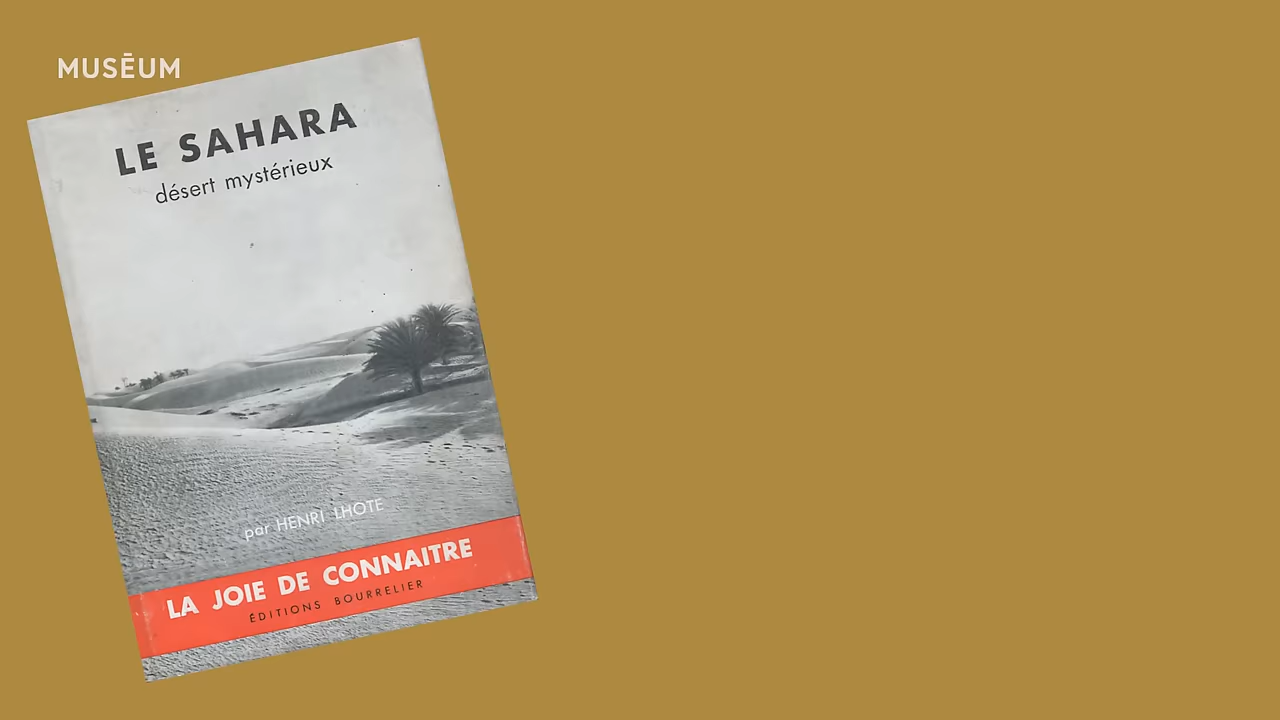 MUSĒUM
LE SAHARA
désert mystérieux
par HENRI LHOTE
LA JOIE DE CONNAITRE
ÉDITIONS BOURRELIER